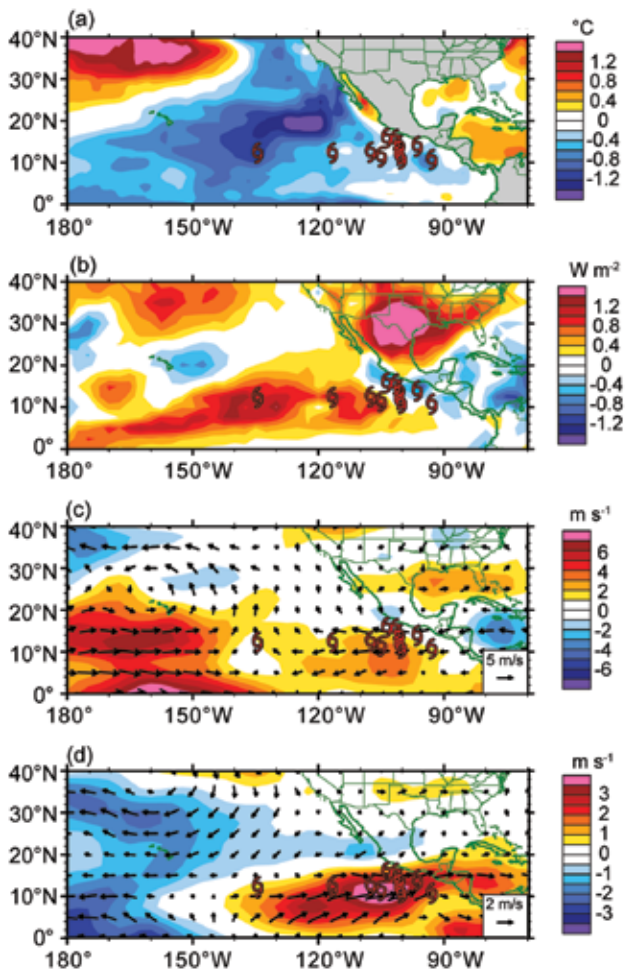 (a)
°C
40°N
30°N
20°N
10°N
0°
180°
150°W
120°W
90°W
1.2
0.8
0.4
0
-0.4
-0.8
-1.2
(b)
W m-2
40°N
30°N
20°N
10°N
0°
180°
150°W
120°W
90°W
1.2
0.8
0.4
0
-0.4
-0.8
-1.2
(c)
m s-1
40°N
30°N
20°N
10°N
0°
180°
150°W
120°W
90°W
5 m/s
6
4
2
0
-2
-4
-6
(d)
m s-1
40°N
30°N
20°N
10°N
0°
180°
150°W
120°W
90°W
2 m/s
3
2
1
0
-1
-2
-3